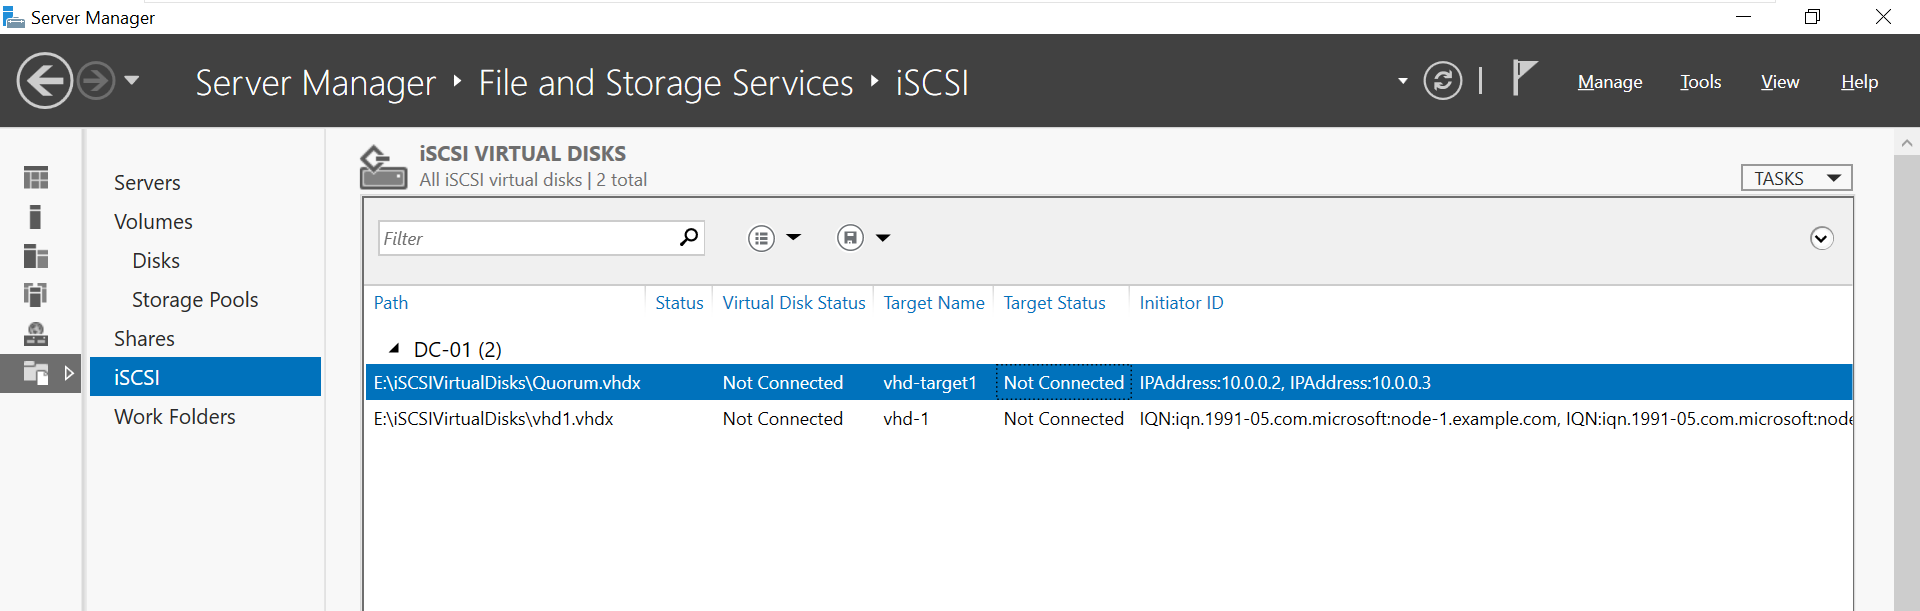 Server Manager
Server Manager ‣ File and Storage Services ‣ iSCSI
Manage Tools View Help
Servers
Volumes
Disks
Storage Pools
Shares
iSCSI
Work Folders
iSCSI VIRTUAL DISKS
All iSCSI virtual disks | 2 total
TASKS
Filter
Path Status Virtual Disk Status Target Name Target Status Initiator ID
DC-01 (2)
E:\iSCSIVirtualDisks\Quorum.vhdx Not Connected vhd-target1 Not Connected IPAddress:10.0.0.2, IPAddress:10.0.0.3
E:\iSCSIVirtualDisks\vhd1.vhdx Not Connected vhd-1 Not Connected IQN:iqn.1991-05.com.microsoft:node-1.example.com, IQN:iqn.1991-05.com.microsoft:node